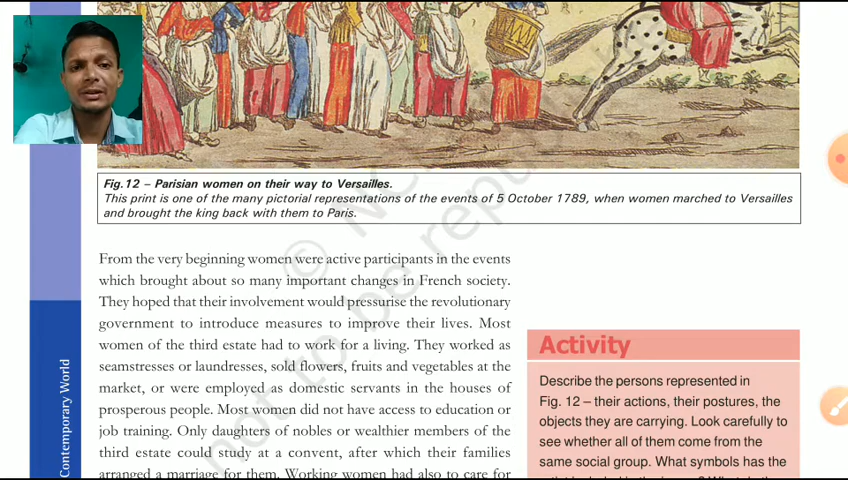 Fig.12 – Parisian women on their way to Versailles.
This print is one of the many pictorial representations of the events of 5 October 1789, when women marched to Versailles
and brought the king back with them to Paris.
From the very beginning women were active participants in the events
which brought about so many important changes in French society.
They hoped that their involvement would pressurise the revolutionary
government to introduce measures to improve their lives. Most
women of the third estate had to work for a living. They worked as
seamstresses or laundresses, sold flowers, fruits and vegetables at the
market, or were employed as domestic servants in the houses of
prosperous people. Most women did not have access to education or
job training. Only daughters of nobles or wealthier members of the
third estate could study at a convent, after which their families
arranged a marriage for them. Working women had also to care for
Activity
Describe the persons represented in
Fig. 12 – their actions, their postures, the
objects they are carrying. Look carefully to
see whether all of them come from the
same social group. What symbols has the
Contemporary World
not to be